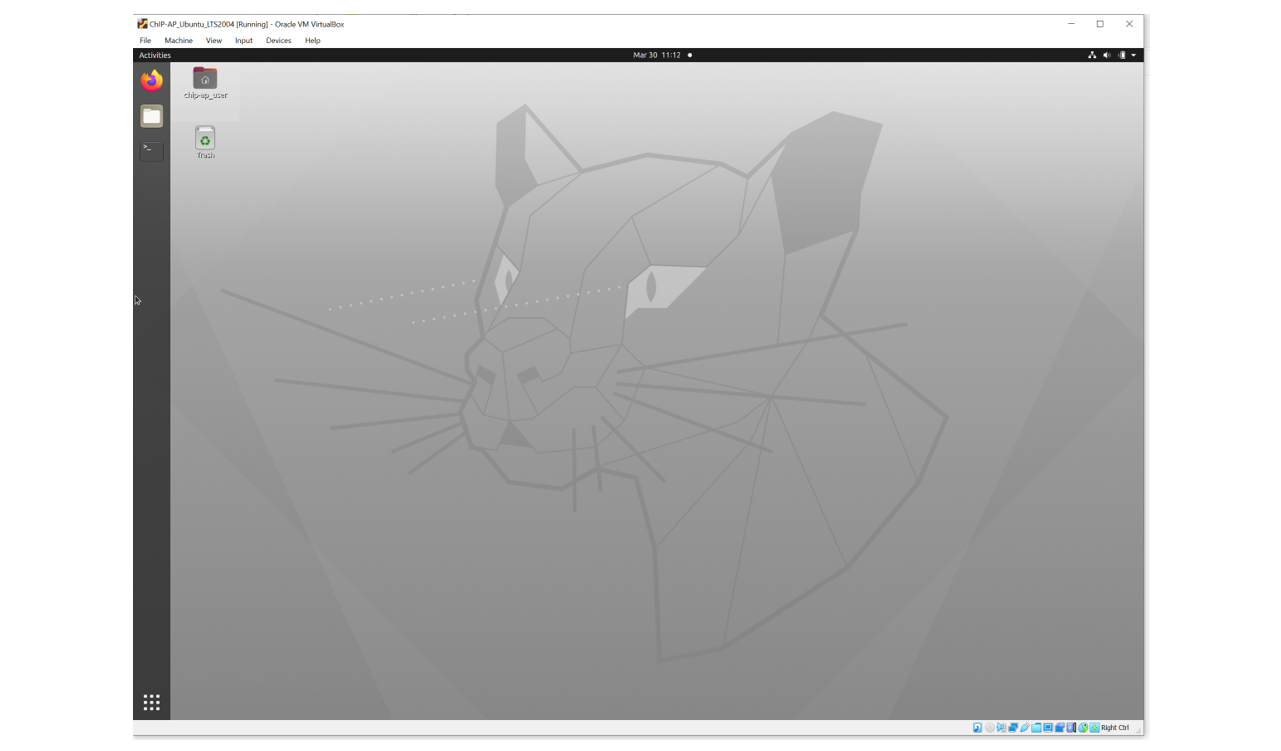 ChIP-AP_Ubuntu_LTS2004 [Running] - Oracle VM VirtualBox
File Machine View Input Devices Help
Activities Mar 30 11:12
chip-ap_user
Trash
>_
Right Ctrl